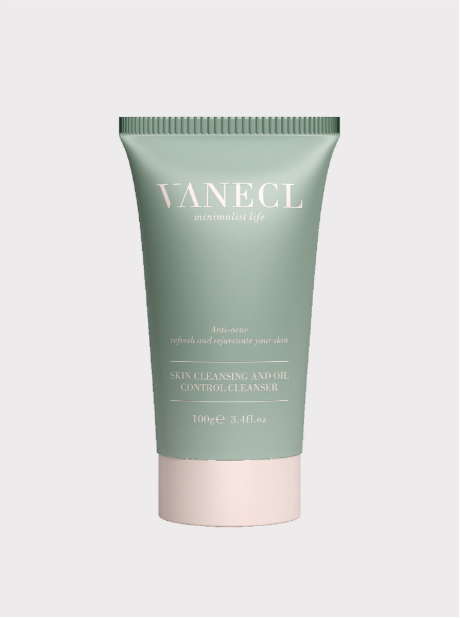 VANECL
minimalist life
Anti-acne
refresh and rejuvenate your skin
SKIN CLEANSING AND OIL
CONTROL CLEANSER
100g℮ 3.4fl.oz